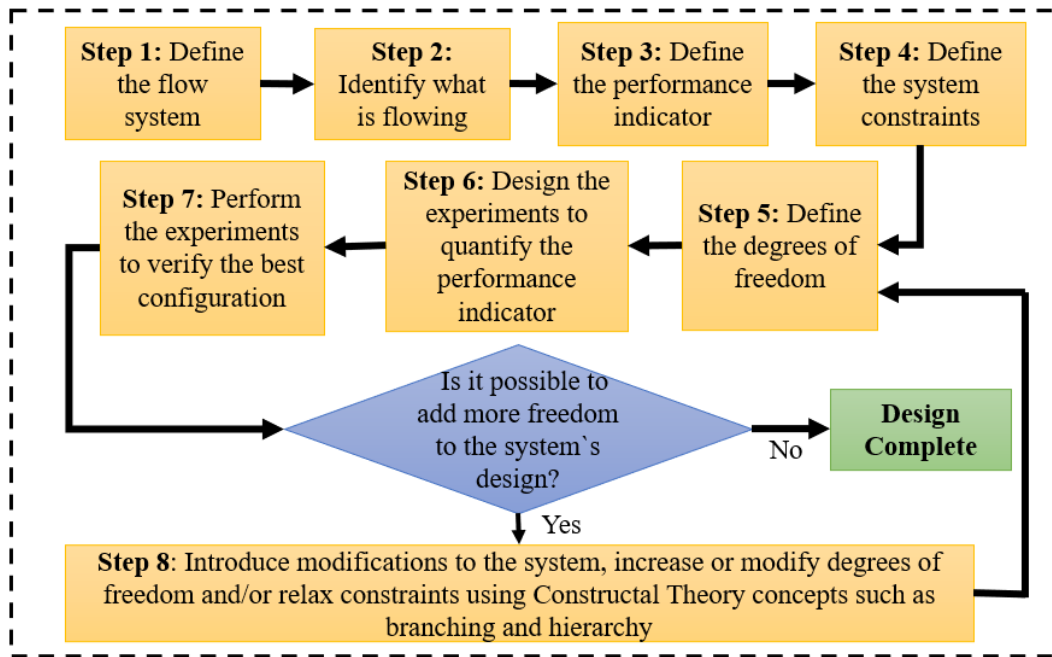 Step 1: Define
the flow
system
Step 2:
Identify what
is flowing
Step 3: Define
the performance
indicator
Step 4: Define
the system
constraints
Step 5: Define
the degrees of
freedom
Step 6: Design the
experiments to
quantify the
performance
indicator
Step 7: Perform
the experiments
to verify the best
configuration
Is it possible to
add more freedom
to the system`s
design?
No
Design
Complete
Yes
Step 8: Introduce modifications to the system, increase or modify degrees of
freedom and/or relax constraints using Constructal Theory concepts such as
branching and hierarchy